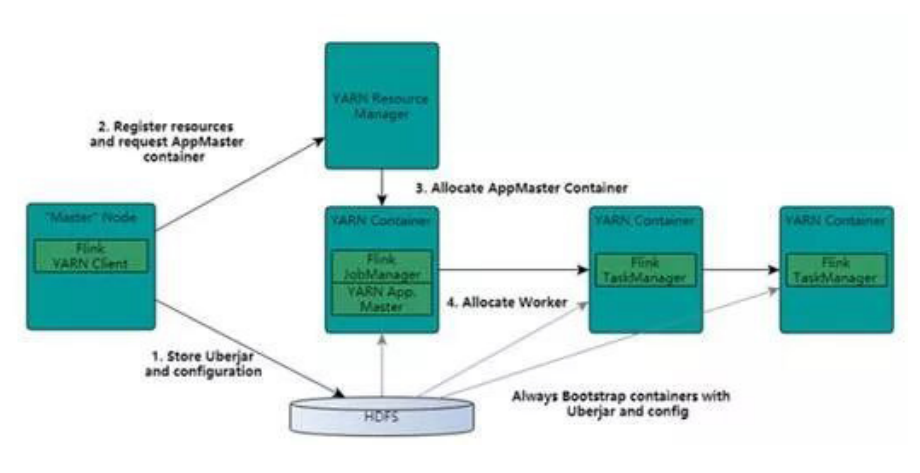 YARN Resource
Manager
2. Register resources
and request AppMaster
container
3. Allocate AppMaster Container
"Master" Node
Flink
YARN Client
YARN Container
Flink
JobManager
YARN App.
Master
YARN Container
Flink
TaskManager
YARN Container
Flink
TaskManager
4. Allocate Worker
1. Store Uberjar
and configuration
Always Bootstrap containers with
Uberjar and config
HDFS